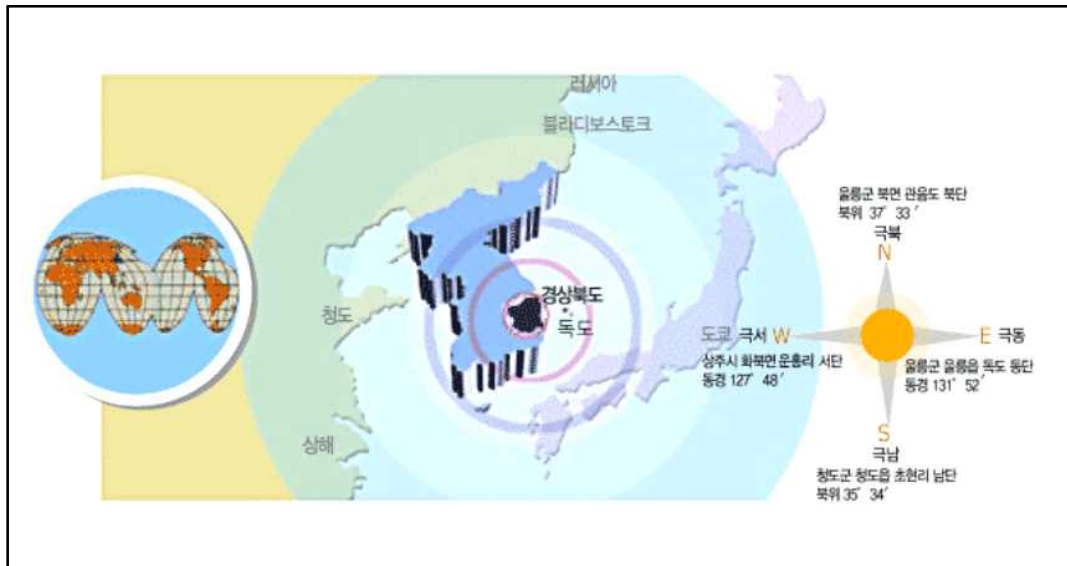 러셔아
블라디보스토크
울릉군 북면 관음도 북단
북위 37° 33´
극북
N
경상북도
독도
청도
도쿄 극서 W
E 극동
상주시 화북면 운흥리 서단
동경 127° 48´
울릉군 울릉읍 독도 동단
동경 131° 52´
S
극남
상해
청도군 청도읍 초현리 남단
북위 35° 34´